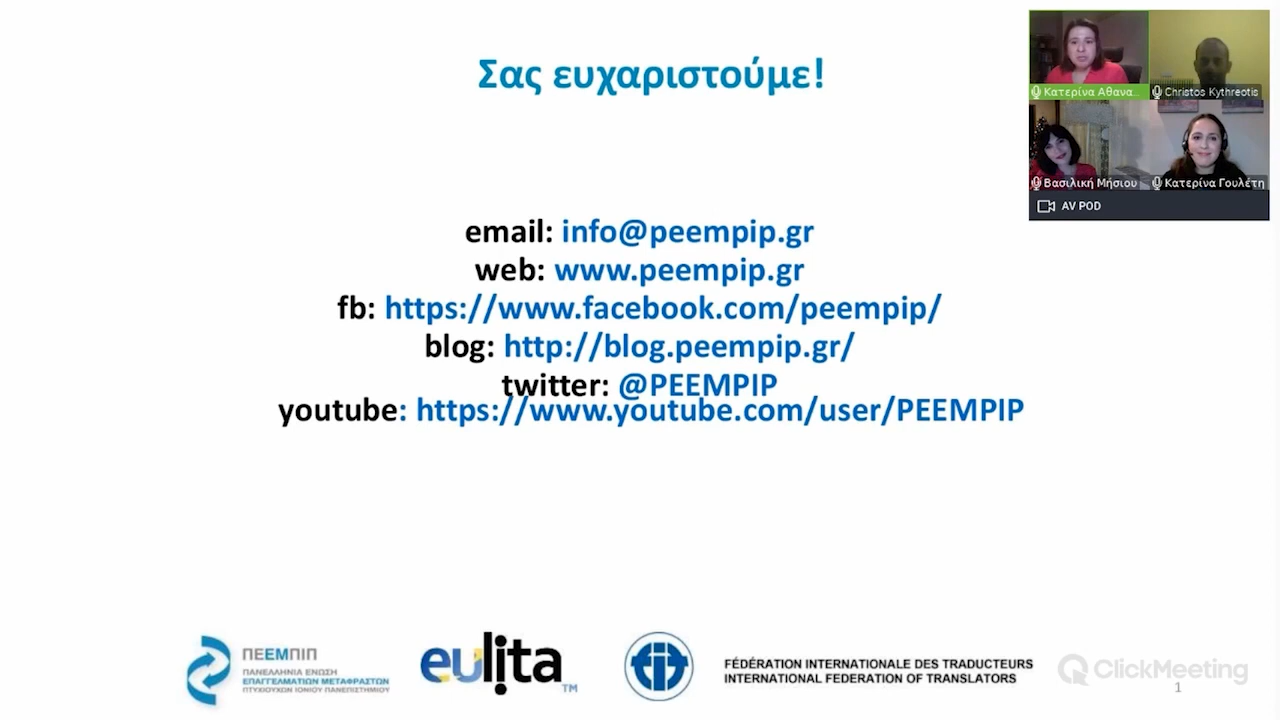 Σας ευχαριστούμε!
email: info@peempip.gr
web: www.peempip.gr
fb: https://www.facebook.com/peempip/
blog: http://blog.peempip.gr/
twitter: @PEEMPIP
youtube: https://www.youtube.com/user/PEEMPIP
Κατερίνα Αθανα...
Christos Kythreotis
Βασιλική Μήσιου
Κατερίνα Γουλέτη
AV POD
ΠΕΕΜΠΙΠ
ΠΑΝΕΛΛΗΝΙΑ ΕΝΩΣΗ
ΕΠΑΓΓΕΛΜΑΤΙΩΝ ΜΕΤΑΦΡΑΣΤΩΝ
ΠΤΥΧΙΟΥΧΩΝ ΙΟΝΙΟΥ ΠΑΝΕΠΙΣΤΗΜΙΟΥ
eulita™
fit
FÉDÉRATION INTERNATIONALE DES TRADUCTEURS
INTERNATIONAL FEDERATION OF TRANSLATORS
ClickMeeting
1